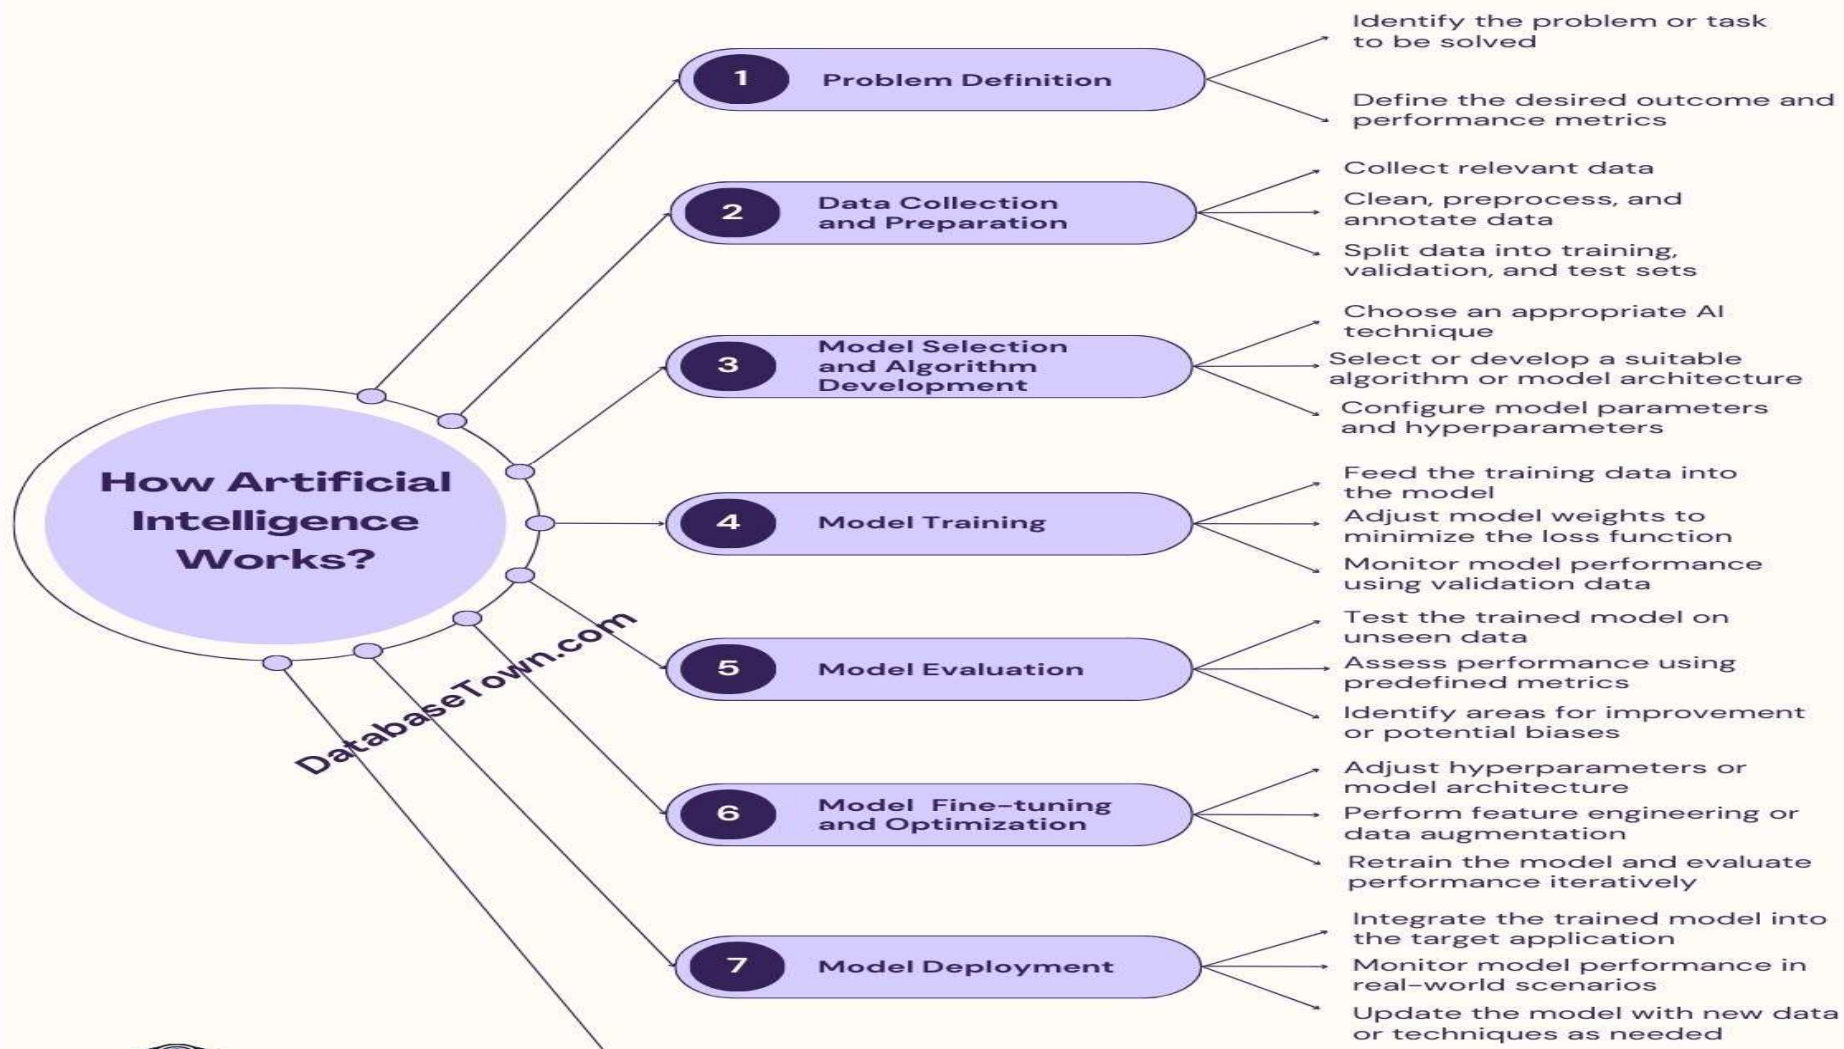 How Artificial
Intelligence
Works?
DatabaseTown.com
1
Problem Definition
Identify the problem or task
to be solved
Define the desired outcome and
performance metrics
2
Data Collection
and Preparation
Collect relevant data
Clean, preprocess, and
annotate data
Split data into training,
validation, and test sets
3
Model Selection
and Algorithm
Development
Choose an appropriate AI
technique
Select or develop a suitable
algorithm or model architecture
Configure model parameters
and hyperparameters
4
Model Training
Feed the training data into
the model
Adjust model weights to
minimize the loss function
Monitor model performance
using validation data
5
Model Evaluation
Test the trained model on
unseen data
Assess performance using
predefined metrics
Identify areas for improvement
or potential biases
6
Model Fine-tuning
and Optimization
Adjust hyperparameters or
model architecture
Perform feature engineering or
data augmentation
Retrain the model and evaluate
performance iteratively
7
Model Deployment
Integrate the trained model into
the target application
Monitor model performance in
real-world scenarios
Update the model with new data
or techniques as needed